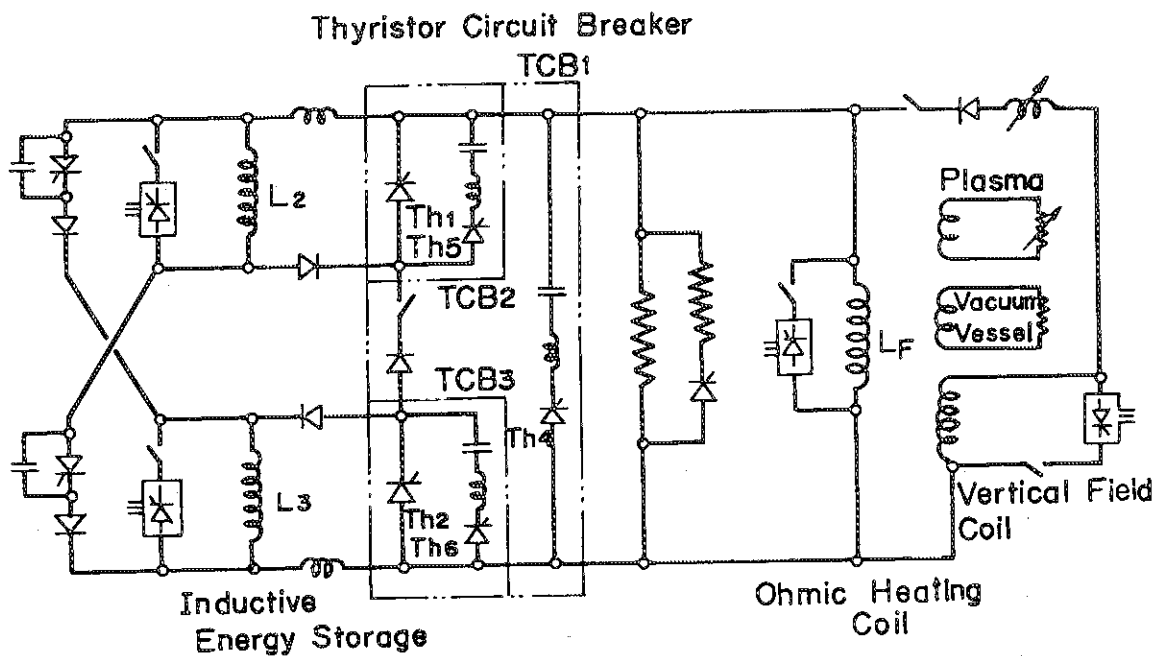 Thyristor Circuit Breaker
TCB1
L2
Th1
Th5
TCB2
Plasma
Vacuum
Vessel
LF
TCB3
Th4
L3
Th2
Th6
Vertical Field
Coil
Inductive
Energy Storage
Ohmic Heating
Coil